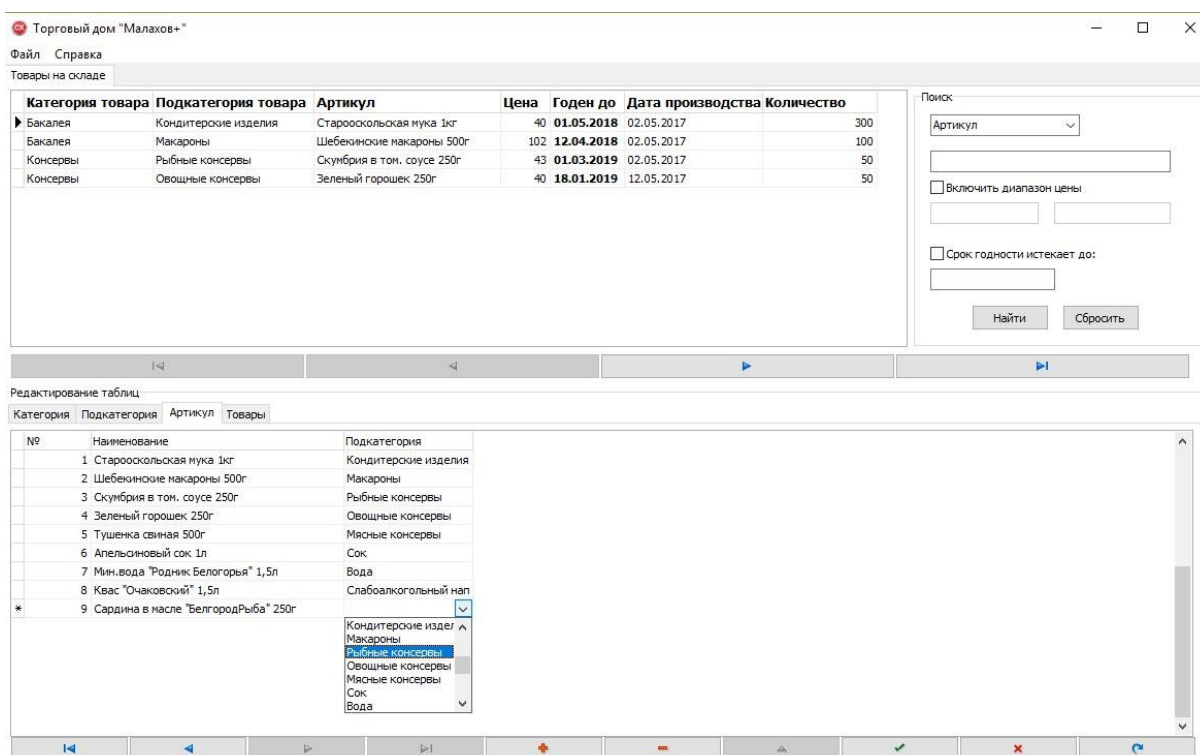 Торговый дом "Малахов+"
Файл Справка
Товары на складе
Категория товара Подкатегория товара Артикул Цена Годен до Дата производства Количество
Бакалея Кондитерские изделия Старооскольская мука 1кг 40 01.05.2018 02.05.2017 300
Бакалея Макароны Шебекинские макароны 500г 102 12.04.2018 02.05.2017 100
Консервы Рыбные консервы Скумбрия в том. соусе 250г 43 01.03.2019 02.05.2017 50
Консервы Овощные консервы Зеленый горошек 250г 40 18.01.2019 12.05.2017 50
Поиск
Артикул
Включить диапазон цены
Срок годности истекает до:
Найти Сбросить
Редактирование таблиц
Категория Подкатегория Артикул Товары
№ Наименование Подкатегория
1 Старооскольская мука 1кг Кондитерские изделия
2 Шебекинские макароны 500г Макароны
3 Скумбрия в том. соусе 250г Рыбные консервы
4 Зеленый горошек 250г Овощные консервы
5 Тушенка свиная 500г Мясные консервы
6 Апельсиновый сок 1л Сок
7 Мин.вода "Родник Белогорья" 1,5л Вода
8 Квас "Очаковский" 1,5л Слабоалкогольный нап
* 9 Сардина в масле "БелгородРыба" 250г
Кондитерские издел
Макароны
Рыбные консервы
Овощные консервы
Мясные консервы
Сок
Вода